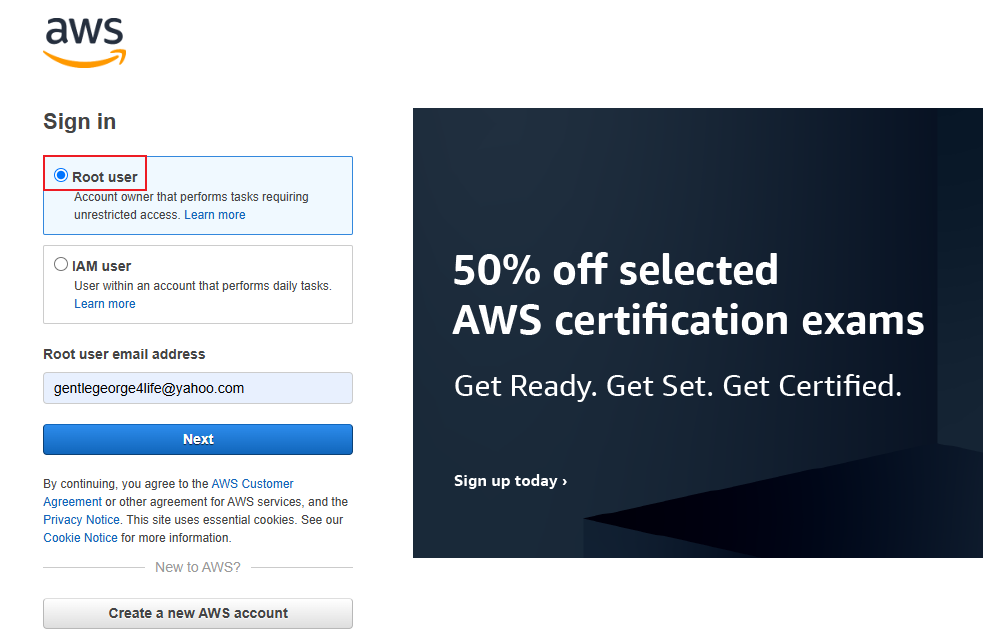 aws
Sign in
Root user
Account owner that performs tasks requiring
unrestricted access. Learn more
IAM user
User within an account that performs daily tasks.
Learn more
Root user email address
gentlegeorge4life@yahoo.com
Next
By continuing, you agree to the AWS Customer
Agreement or other agreement for AWS services, and the
Privacy Notice. This site uses essential cookies. See our
Cookie Notice for more information.
New to AWS?
Create a new AWS account
50% off selected
AWS certification exams
Get Ready. Get Set. Get Certified.
Sign up today ›